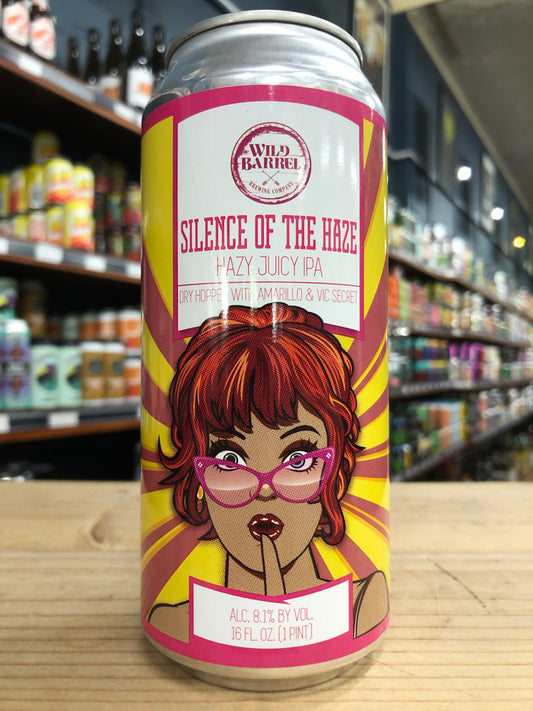 WILD
BARREL
BREWING COMPANY
SILENCE OF THE HAZE
HAZY JUICY IPA
DRY HOPPED WITH AMARILLO & VIC SECRET
ALC. 8.1% BY VOL.
16 FL. OZ. (1 PINT)